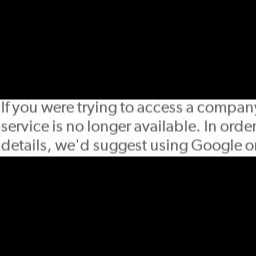 If you were trying to access a company
service is no longer available. In order
details, we'd suggest using Google or